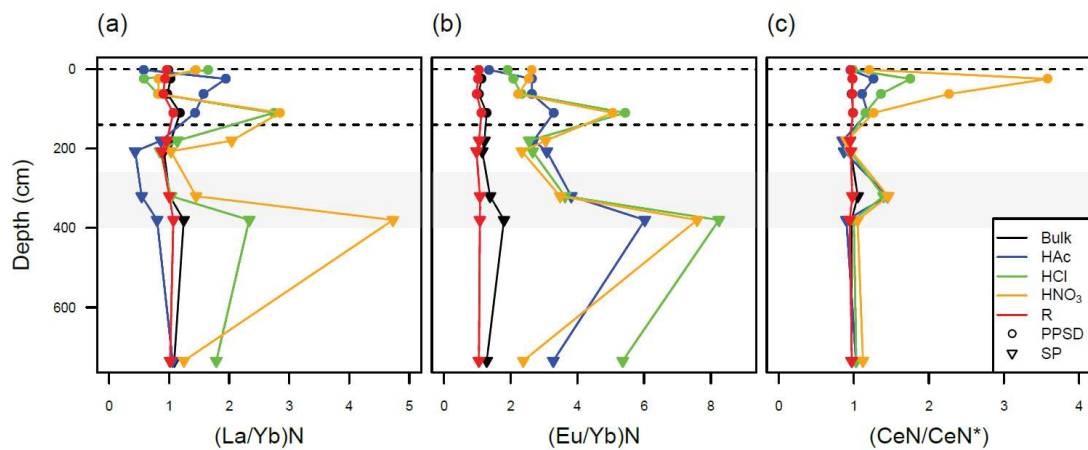 (a)
(b)
(c)
Depth (cm)
0
200
400
600
0 1 2 3 4 5
0 2 4 6 8
0 1 2 3 4
(La/Yb)N
(Eu/Yb)N
(CeN/CeN*)
Bulk
HAc
HCl
HNO₃
R
PPSD
SP